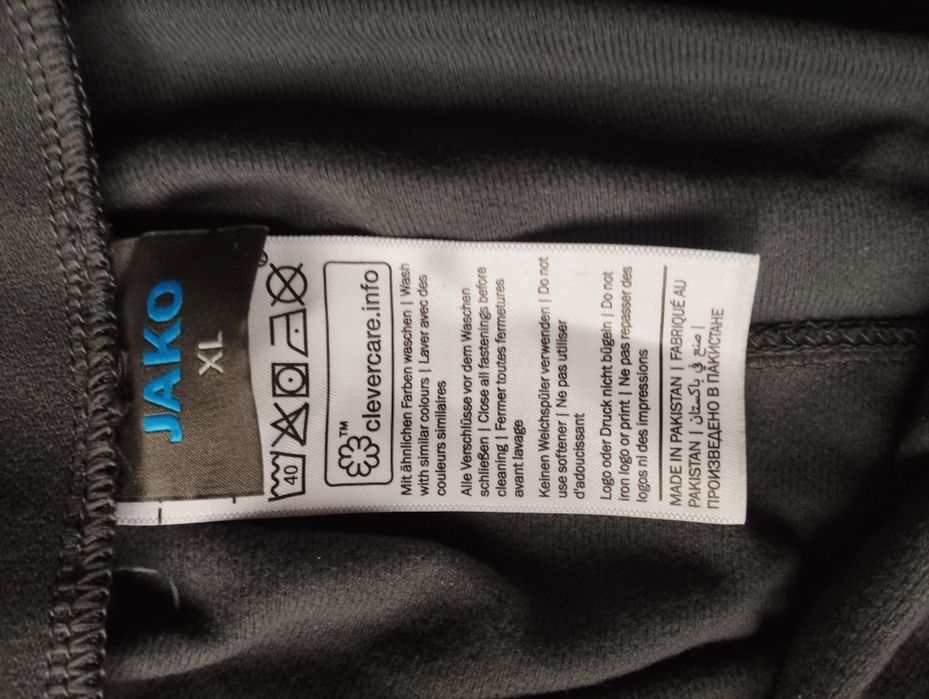 JAKO
XL
®
40
™
clevercare.info
Mit ähnlichen Farben waschen | Wash
with similar colours | Laver avec des
couleurs similaires
Alle Verschlüsse vor dem Waschen
schließen | Close all fastenings before
cleaning | Fermer toutes fermetures
avant lavage
Keinen Weichspüler verwenden | Do not
use softener | Ne pas utiliser
d'adoucissant
Logo oder Druck nicht bügeln | Do not
iron logo or print | Ne pas repasser des
logos ni des impressions
MADE IN PAKISTAN | FABRIQUÉ AU
PAKISTAN | صنع في باكستان |
ПРОИЗВЕДЕНО В ПАКИСТАНЕ